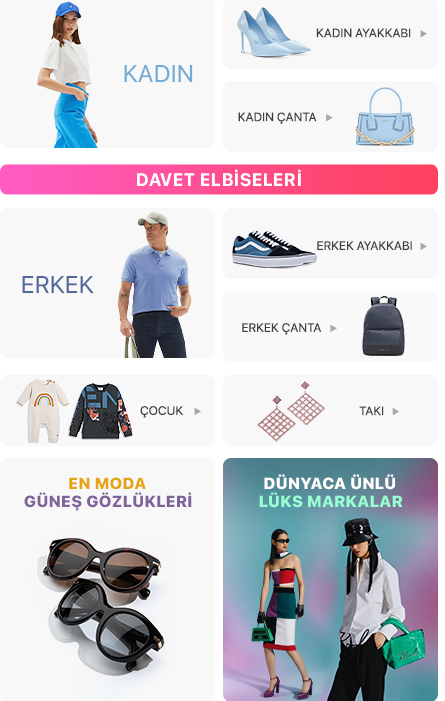 KADIN
KADIN AYAKKABI
KADIN ÇANTA
DAVET ELBİSELERİ
ERKEK
ERKEK AYAKKABI
ERKEK ÇANTA
ÇOCUK
TAKI
EN MODA
GÜNEŞ GÖZLÜKLERİ
DÜNYACA ÜNLÜ
LÜKS MARKALAR